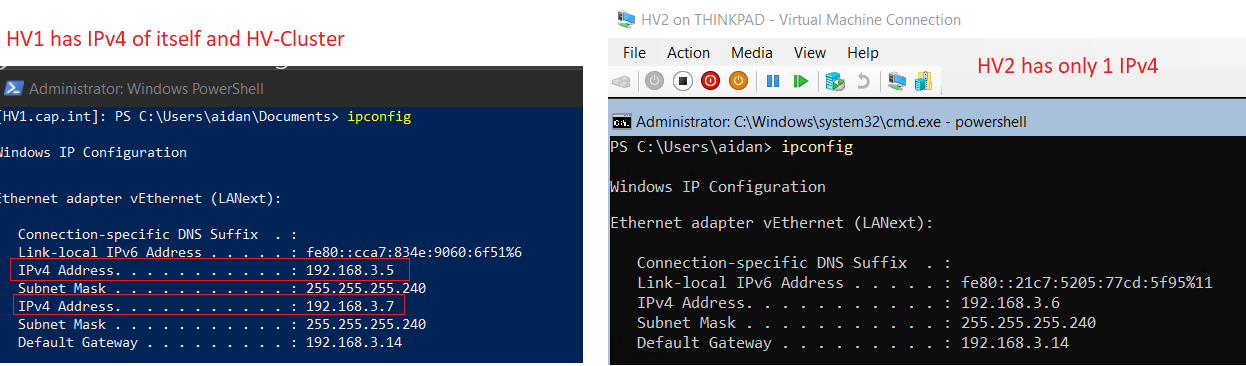 HV1 has IPv4 of itself and HV-Cluster
Administrator: Windows PowerShell
[HV1.cap.int]: PS C:\Users\aidan\Documents> ipconfig
Windows IP Configuration
Ethernet adapter vEthernet (LANext):
Connection-specific DNS Suffix . :
Link-local IPv6 Address . . . . . : fe80::cca7:834e:9060:6f51%6
IPv4 Address. . . . . . . . . . . : 192.168.3.5
Subnet Mask . . . . . . . . . . . : 255.255.255.240
IPv4 Address. . . . . . . . . . . : 192.168.3.7
Subnet Mask . . . . . . . . . . . : 255.255.255.240
Default Gateway . . . . . . . . . : 192.168.3.14
HV2 on THINKPAD - Virtual Machine Connection
File Action Media View Help
HV2 has only 1 IPv4
Administrator: C:\Windows\system32\cmd.exe - powershell
PS C:\Users\aidan> ipconfig
Windows IP Configuration
Ethernet adapter vEthernet (LANext):
Connection-specific DNS Suffix . :
Link-local IPv6 Address . . . . . : fe80::21c7:5205:77cd:5f95%11
IPv4 Address. . . . . . . . . . . : 192.168.3.6
Subnet Mask . . . . . . . . . . . : 255.255.255.240
Default Gateway . . . . . . . . . : 192.168.3.14